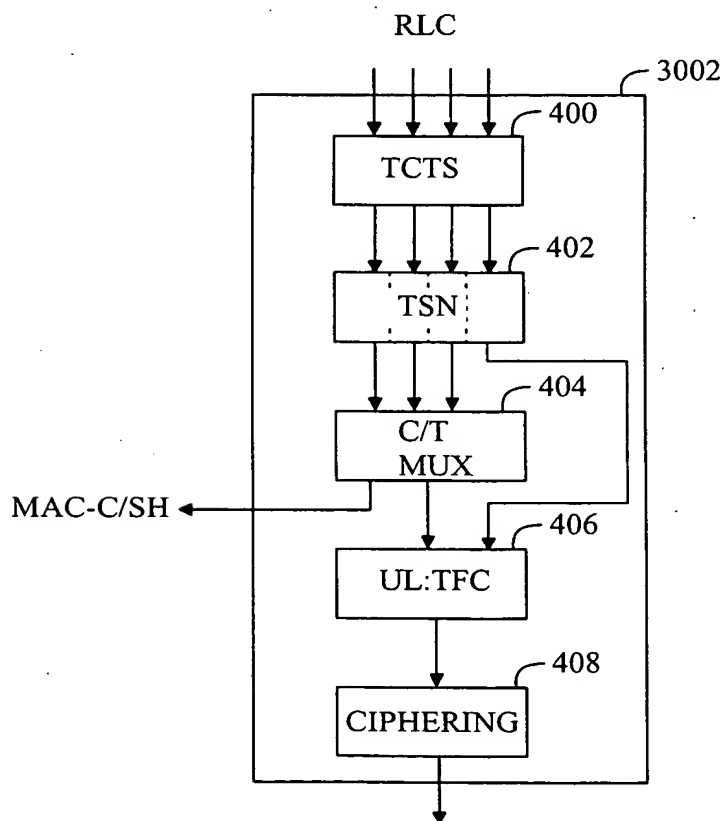 RLC
3002
400
TCTS
402
TSN
404
C/T
MUX
MAC-C/SH
406
UL:TFC
408
CIPHERING